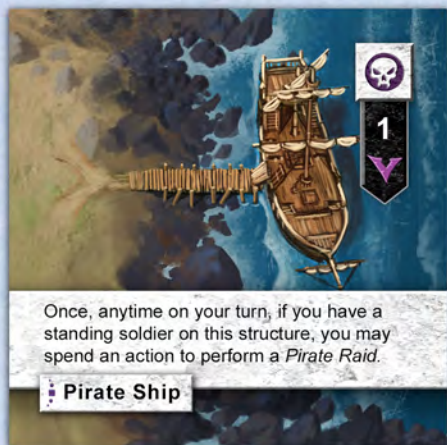 1
Once, anytime on your turn, if you have a
standing soldier on this structure, you may
spend an action to perform a Pirate Raid.
Pirate Ship